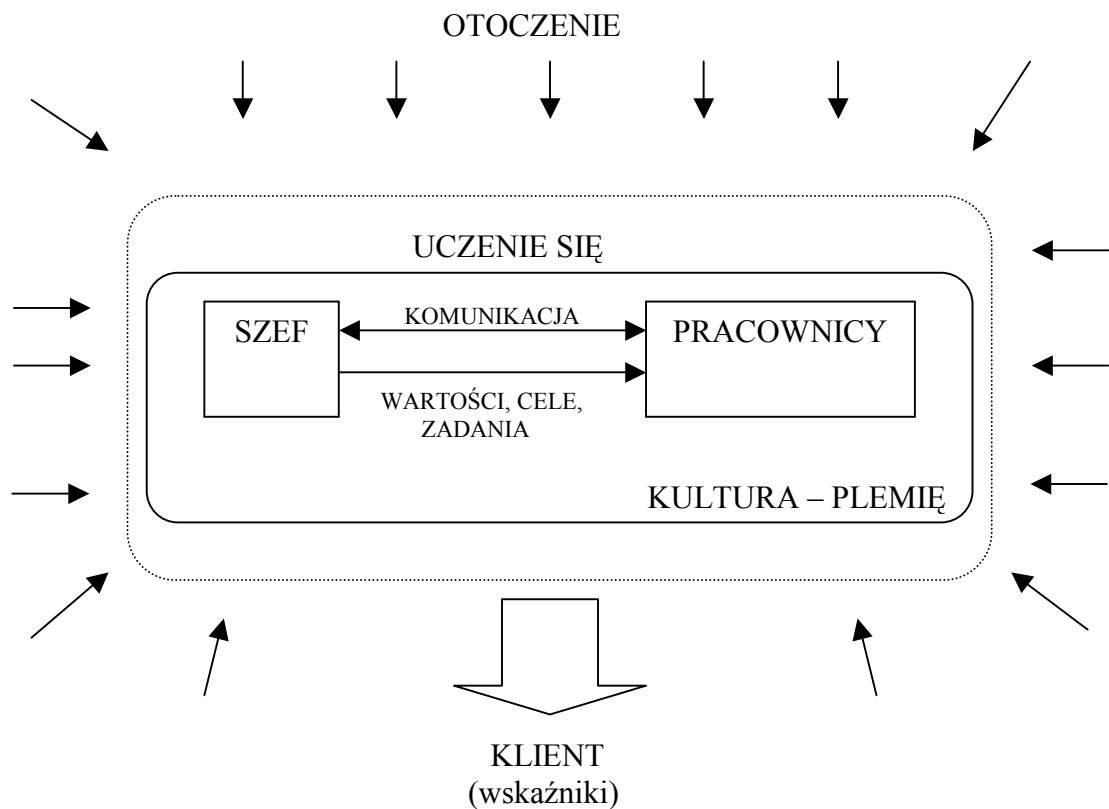 OTOCZENIE
UCZENIE SIĘ
SZEF
KOMUNIKACJA
PRACOWNICY
WARTOŚCI, CELE,
ZADANIA
KULTURA – PLEMIĘ
KLIENT
(wskaźniki)